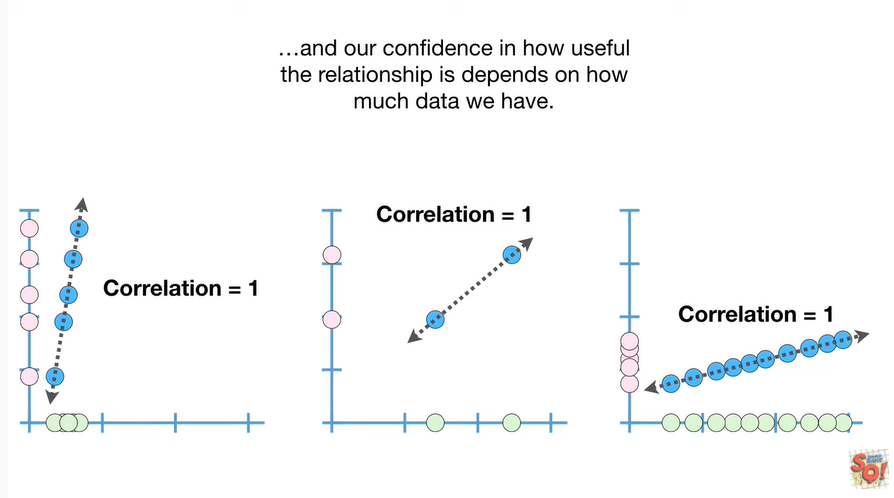 …and our confidence in how useful
the relationship is depends on how
much data we have.
Correlation = 1
Correlation = 1
Correlation = 1
SQ!